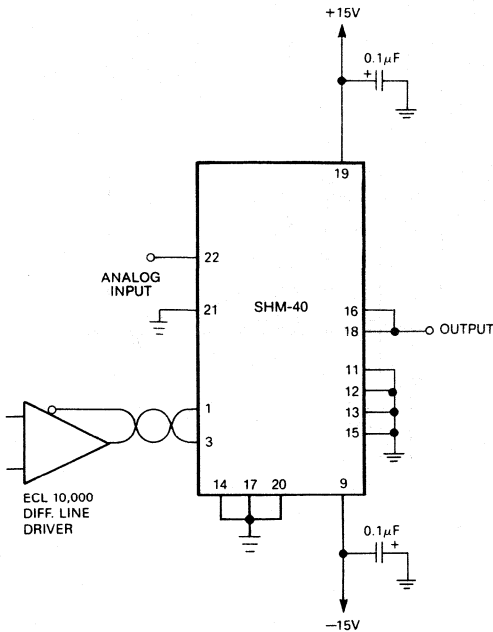 +15V
0.1µF
+
19
22
ANALOG
INPUT
21
SHM-40
16
18
OUTPUT
11
12
13
15
1
3
ECL 10,000
DIFF. LINE
DRIVER
14 17 20 9
0.1µF
+
−15V